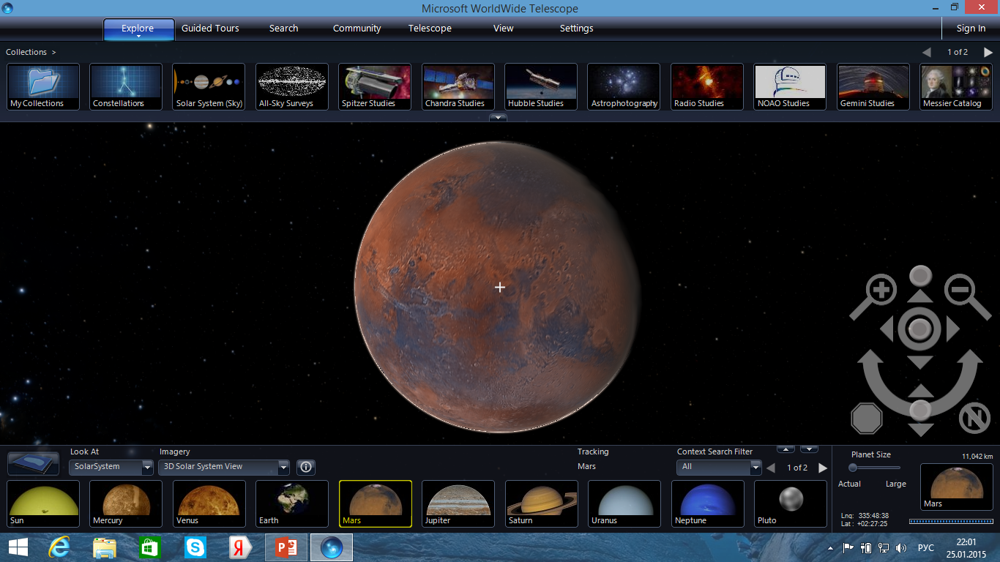 Microsoft WorldWide Telescope
Explore Guided Tours Search Community Telescope View Settings Sign In
Collections > 1 of 2
My Collections Constellations Solar System (Sky) All-Sky Surveys Spitzer Studies Chandra Studies Hubble Studies Astrophotography Radio Studies NOAO Studies Gemini Studies Messier Catalog
N
Look At Imagery Tracking Context Search Filter Planet Size
11,042 km
SolarSystem 3D Solar System View Mars All 1 of 2
Actual Large
Sun Mercury Venus Earth Mars Jupiter Saturn Uranus Neptune Pluto Mars
Lng: 335:48:38
Lat : +02:27:25
22:01
РУС
25.01.2015